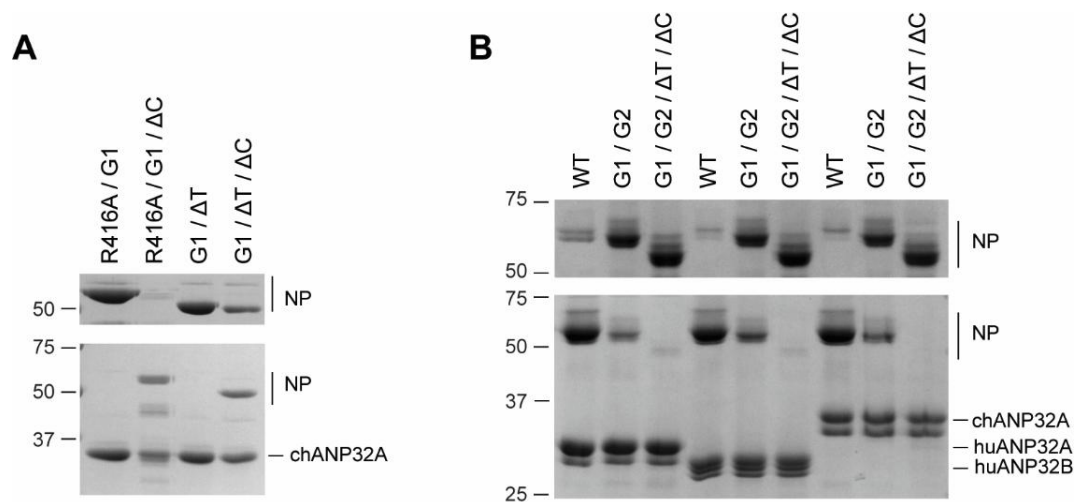 A
R416A / G1
R416A / G1 / ΔC
G1 / ΔT
G1 / ΔT / ΔC
50
NP
75
50
NP
37
chANP32A
B
WT
G1 / G2
G1 / G2 / ΔT / ΔC
WT
G1 / G2
G1 / G2 / ΔT / ΔC
WT
G1 / G2
G1 / G2 / ΔT / ΔC
75
NP
50
75
NP
50
37
chANP32A
huANP32A
huANP32B
25